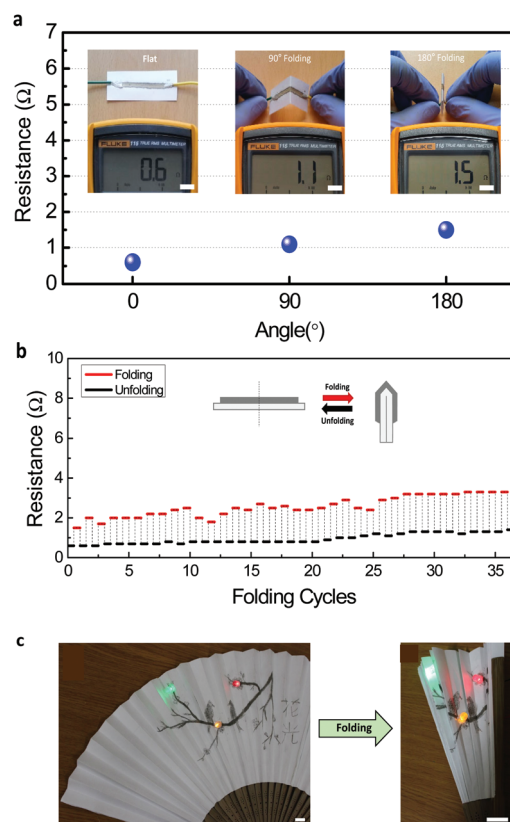 a
Resistance (Ω)
7
6
5
4
3
2
1
0
Flat
90° Folding
180° Folding
FLUKE TRUE RMS MULTIMETER
FLUKE TRUE RMS MULTIMETER
FLUKE TRUE RMS MULTIMETER
0.6
1.1
1.5
0 90 180
Angle(°)
b
Resistance (Ω)
10
8
6
4
2
0
Folding
Unfolding
Folding
Unfolding
0 5 10 15 20 25 30 35
Folding Cycles
c
Folding